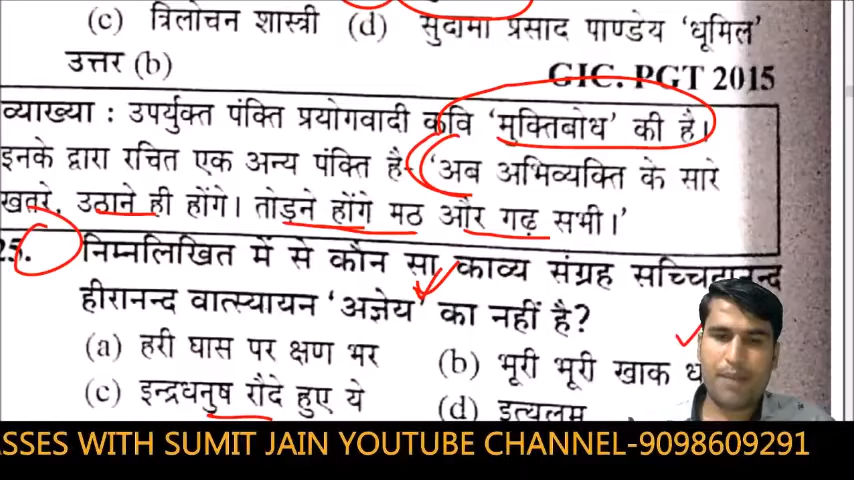 (c) त्रिलोचन शास्त्री (d) सुदामा प्रसाद पाण्डेय ‘धूमिल’
उत्तर (b)
GIC. PGT 2015
व्याख्या : उपर्युक्त पंक्ति प्रयोगवादी कवि ‘मुक्तिबोध’ की है।
इनके द्वारा रचित एक अन्य पंक्ति है- ‘अब अभिव्यक्ति के सारे
खतरे, उठाने ही होंगे। तोड़ने होंगे मठ और गढ़ सभी।’
25. निम्नलिखित में से कौन सा काव्य संग्रह सच्चिदानन्द
हीरानन्द वात्स्यायन ‘अज्ञेय’ का नहीं है?
(a) हरी घास पर क्षण भर
(b) भूरी भूरी खाक
(c) इन्द्रधनुष रौदे हुए ये
(d) इत्यलम
ASSES WITH SUMIT JAIN YOUTUBE CHANNEL-9098609291